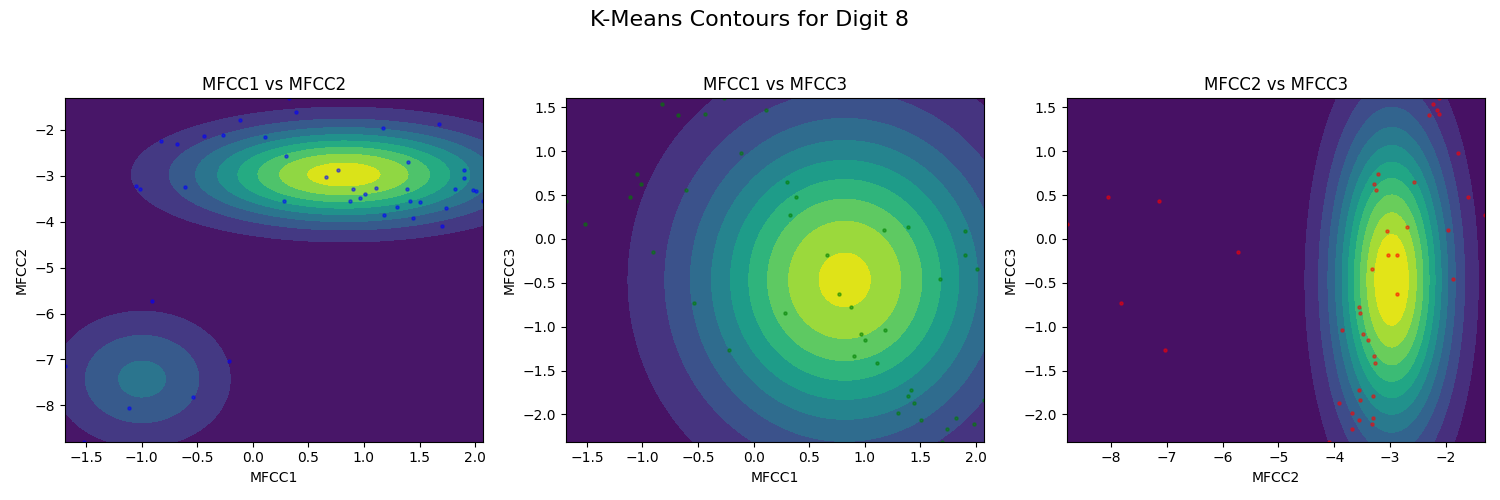 K-Means Contours for Digit 8
MFCC1 vs MFCC2
−2
−3
−4
−5
−6
−7
−8
MFCC2
−1.5 −1.0 −0.5 0.0 0.5 1.0 1.5 2.0
MFCC1
MFCC1 vs MFCC3
1.5
1.0
0.5
0.0
−0.5
−1.0
−1.5
−2.0
MFCC3
−1.5 −1.0 −0.5 0.0 0.5 1.0 1.5 2.0
MFCC1
MFCC2 vs MFCC3
1.5
1.0
0.5
0.0
−0.5
−1.0
−1.5
−2.0
MFCC3
−8 −7 −6 −5 −4 −3 −2
MFCC2